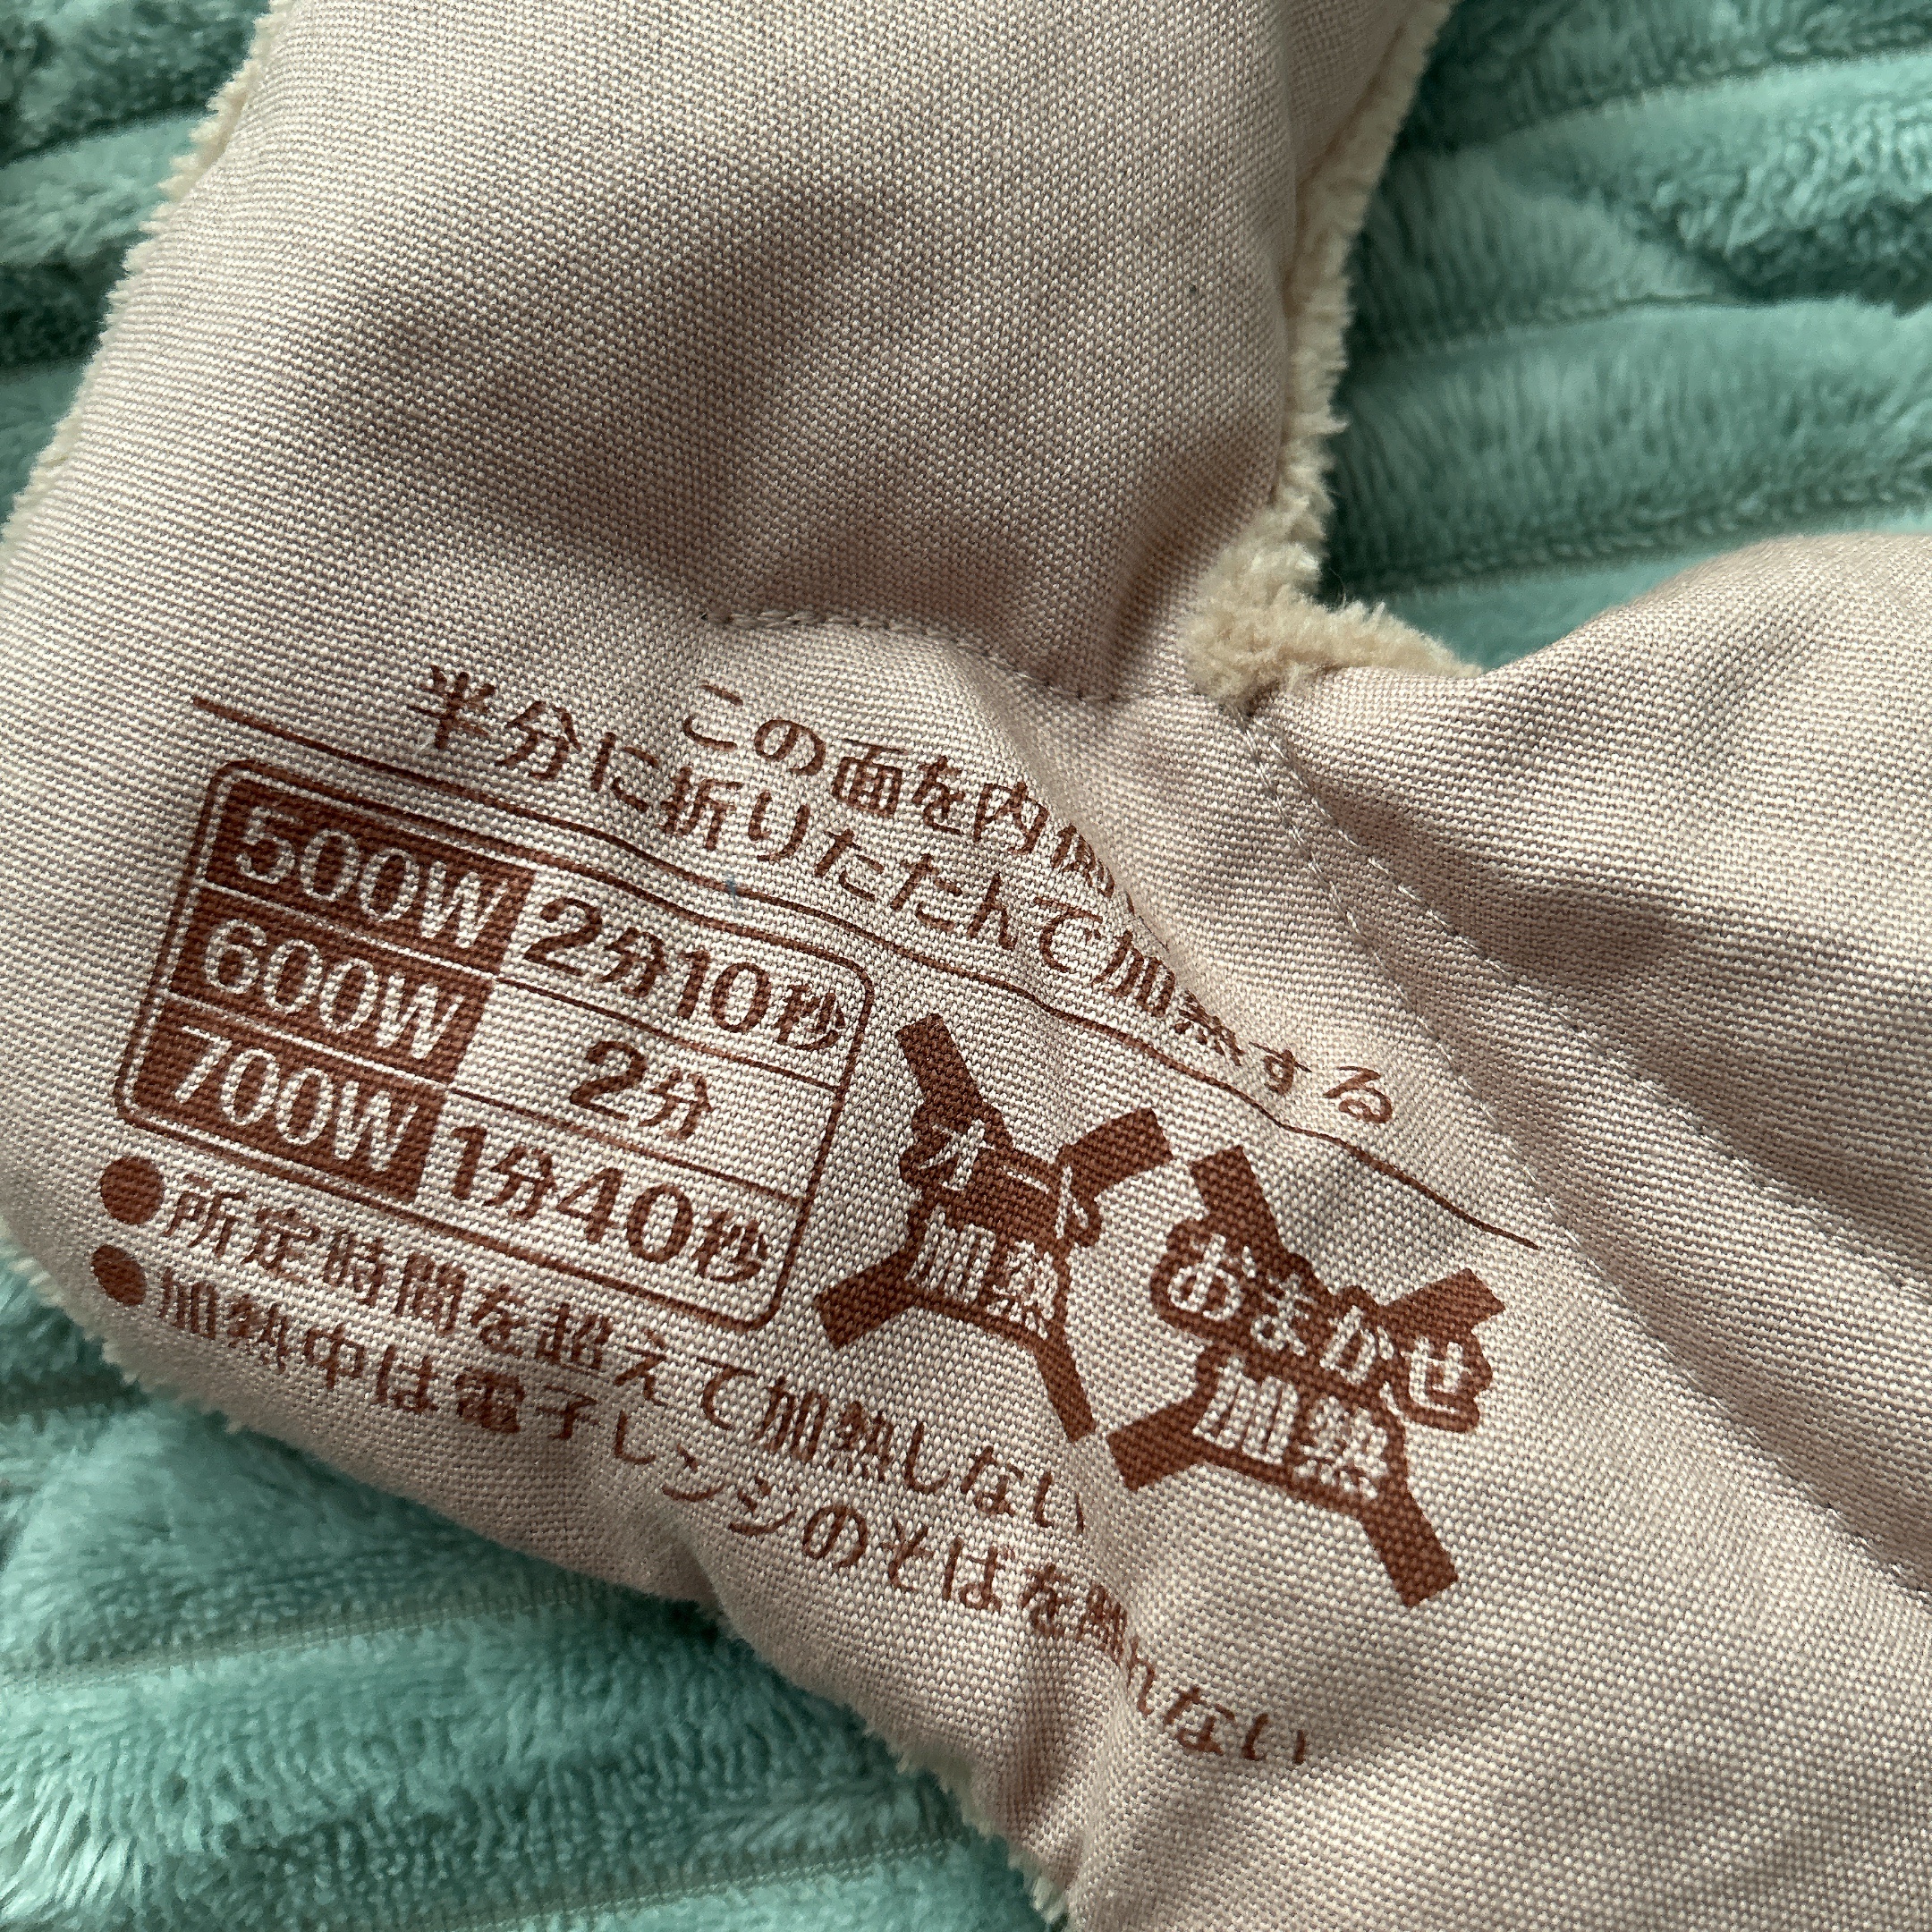 この面を内側に
半分に折りたたんで加熱する
500W 2分10秒
600W 2分
700W 1分40秒
オート
加熱
おまかせ
加熱
●所定時間を超えて加熱しない
●加熱中は電子レンジのそばを離れない